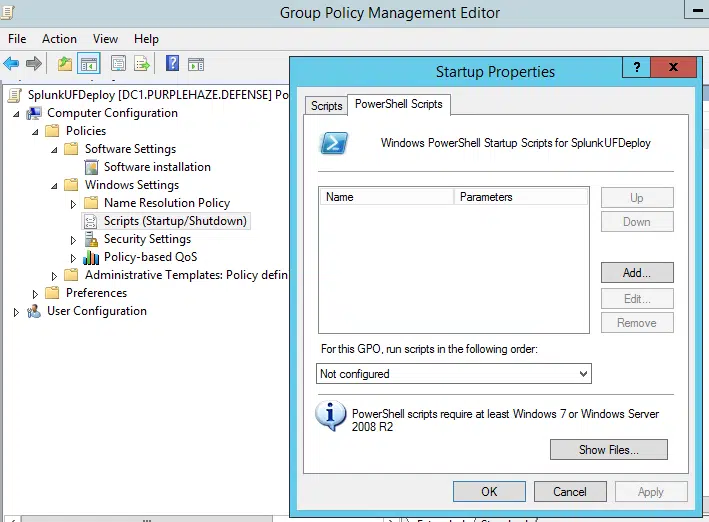 Group Policy Management Editor
File Action View Help
SplunkUFDeploy [DC1.PURPLEHAZE.DEFENSE] Po
Computer Configuration
Policies
Software Settings
Software installation
Windows Settings
Name Resolution Policy
Scripts (Startup/Shutdown)
Security Settings
Policy-based QoS
Administrative Templates: Policy defin
Preferences
User Configuration
Startup Properties
? x
Scripts PowerShell Scripts
Windows PowerShell Startup Scripts for SplunkUFDeploy
Name Parameters
Up
Down
Add...
Edit...
Remove
For this GPO, run scripts in the following order:
Not configured
PowerShell scripts require at least Windows 7 or Windows Server
2008 R2
Show Files...
OK Cancel Apply